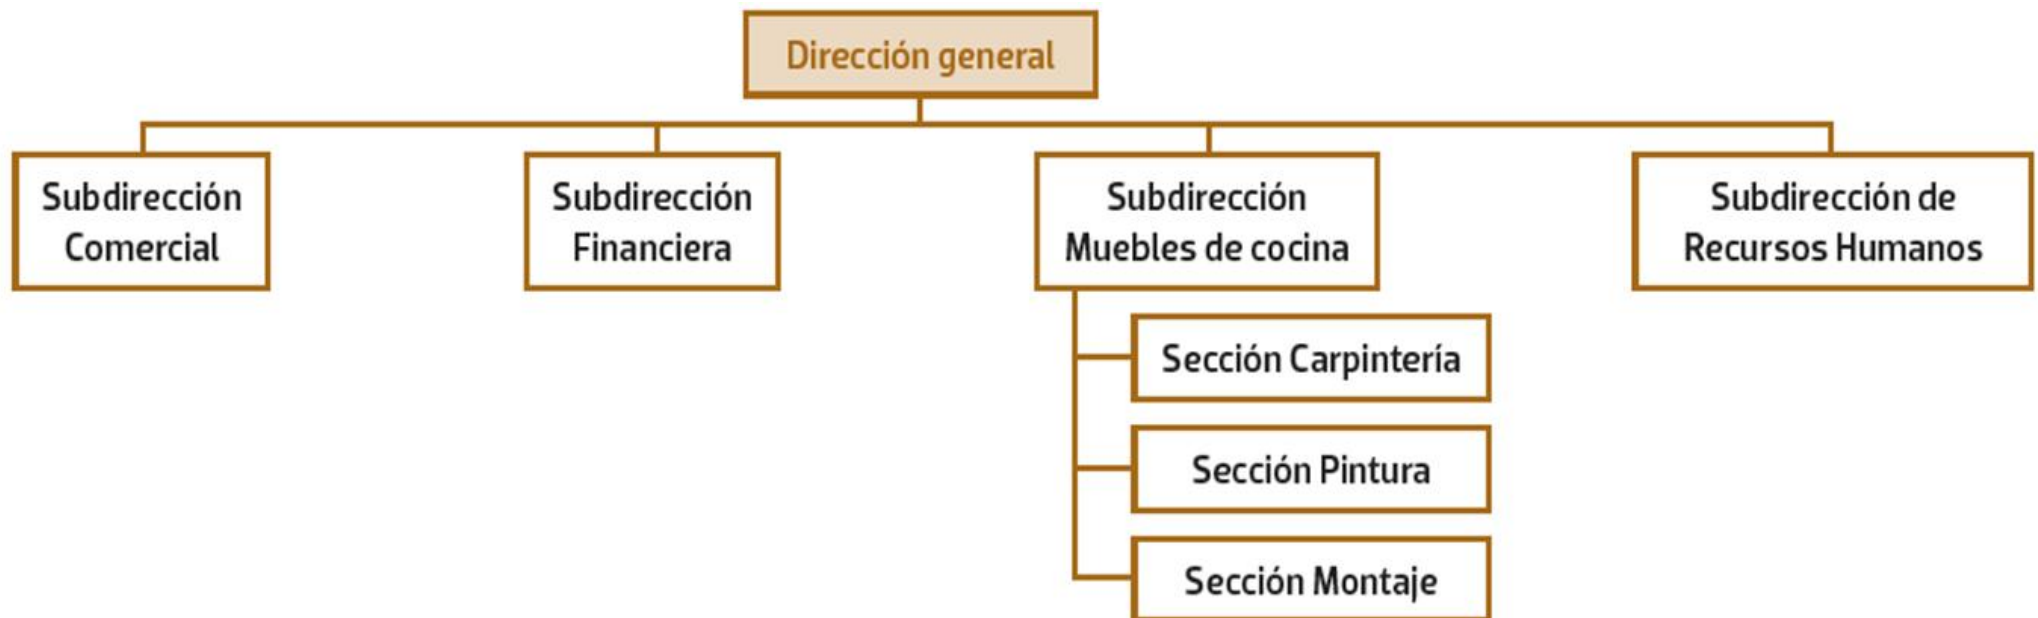 Dirección general
Subdirección
Comercial
Subdirección
Financiera
Subdirección
Muebles de cocina
Subdirección de
Recursos Humanos
Sección Carpintería
Sección Pintura
Sección Montaje